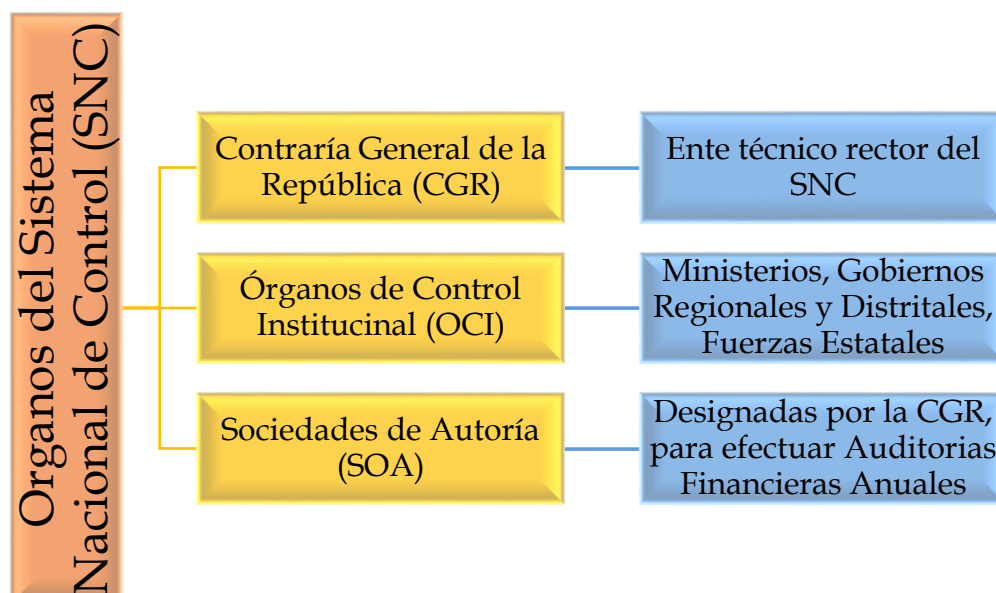 Organos del Sistema
Nacional de Control (SNC)
Contraría General de la
República (CGR)
Ente técnico rector del
SNC
Órganos de Control
Institucinal (OCI)
Ministerios, Gobiernos
Regionales y Distritales,
Fuerzas Estatales
Sociedades de Autoría
(SOA)
Designadas por la CGR,
para efectuar Auditorias
Financieras Anuales